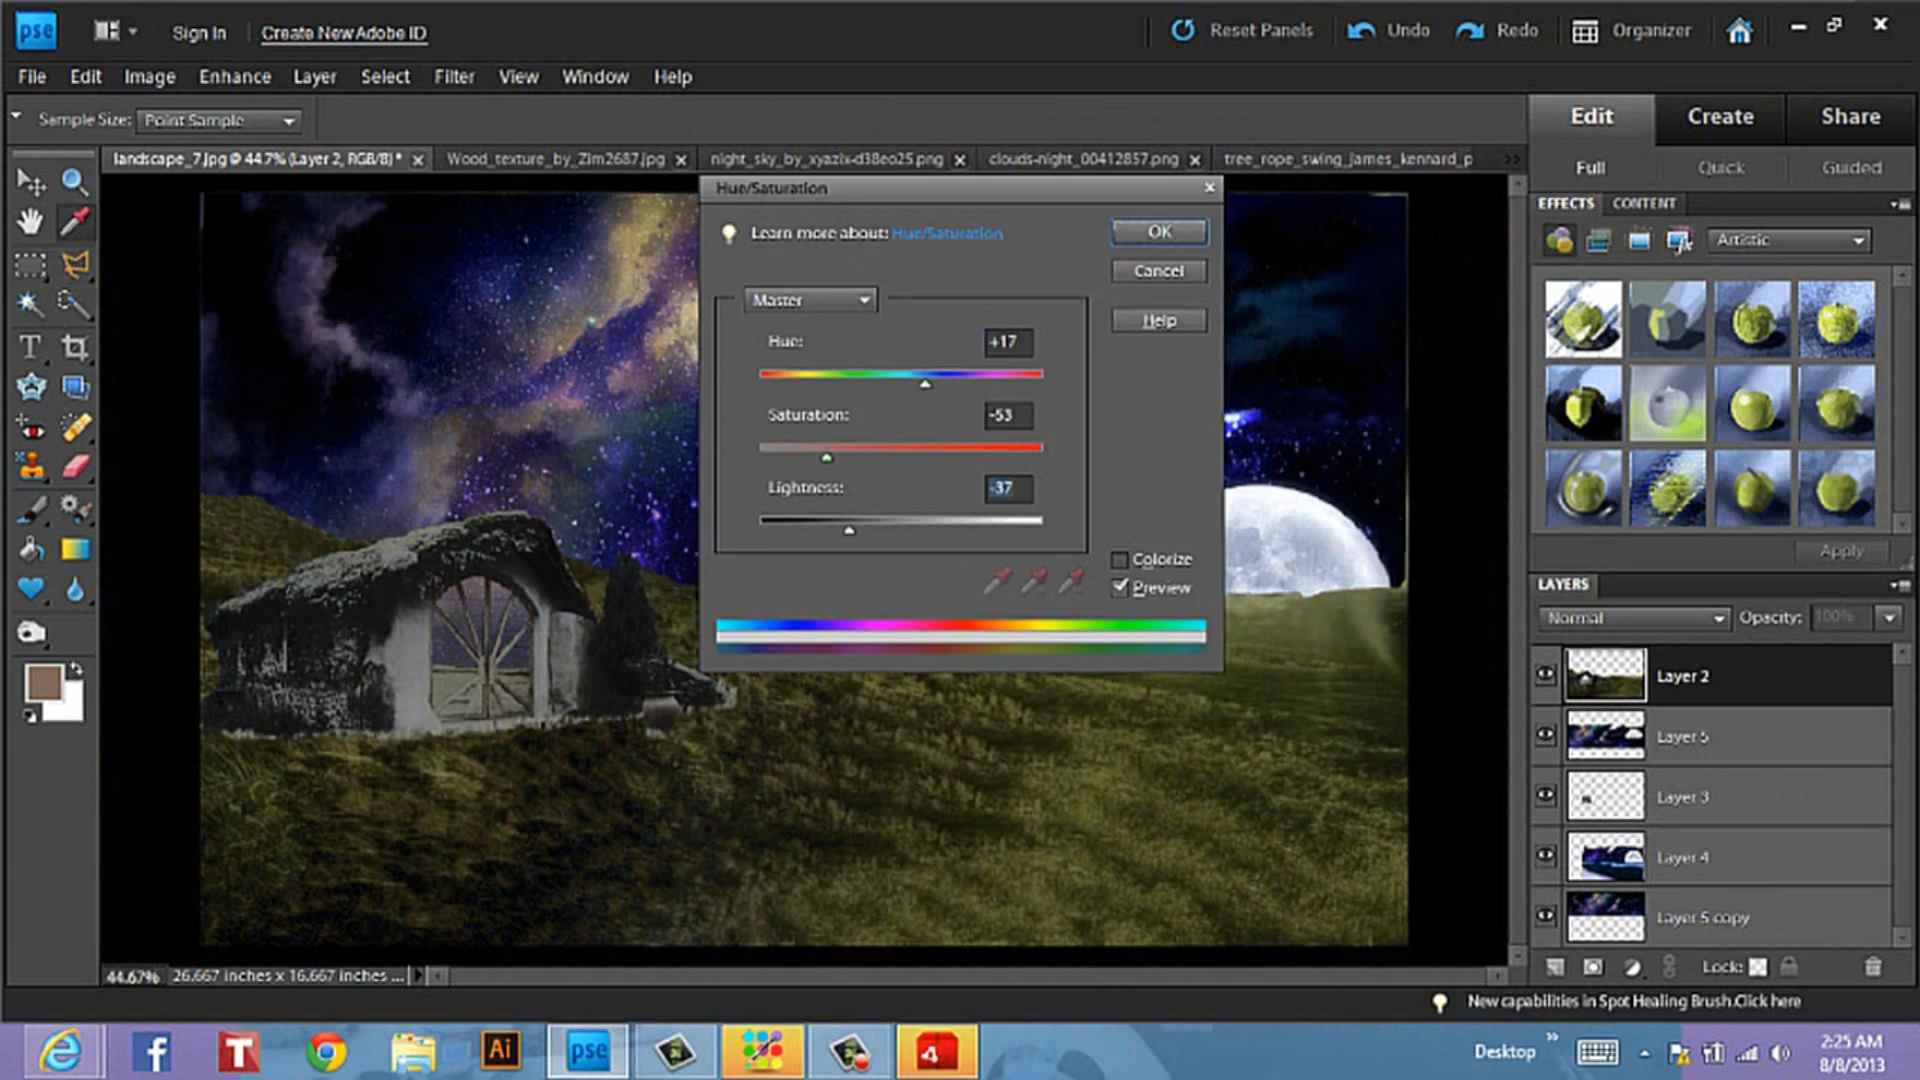 pse Sign In Create New Adobe ID Reset Panels Undo Redo Organizer
File Edit Image Enhance Layer Select Filter View Window Help
Sample Size: Point Sample
Edit Create Share
landscape_7.jpg @ 44.7% (Layer 2, RGB/8) * Wood_texture_by_Zim2687.jpg night_sky_by_xyazix-d38eo25.png clouds-night_00412857.png tree_rope_swing_james_kennard_p
Full Quick Guided
Hue/Saturation
EFFECTS CONTENT
Learn more about: Hue/Saturation
OK
Artistic
Cancel
Master
Help
Hue: +17
Saturation: -53
Lightness: -37
Colorize
Preview
Apply
LAYERS
Normal Opacity: 100%
Layer 2
Layer 5
Layer 3
Layer 4
Layer 5 copy
Lock:
44.67% 26.667 inches x 16.667 inches ...
New capabilities in Spot Healing Brush.Click here
Ai pse Desktop
2:25 AM
8/8/2013